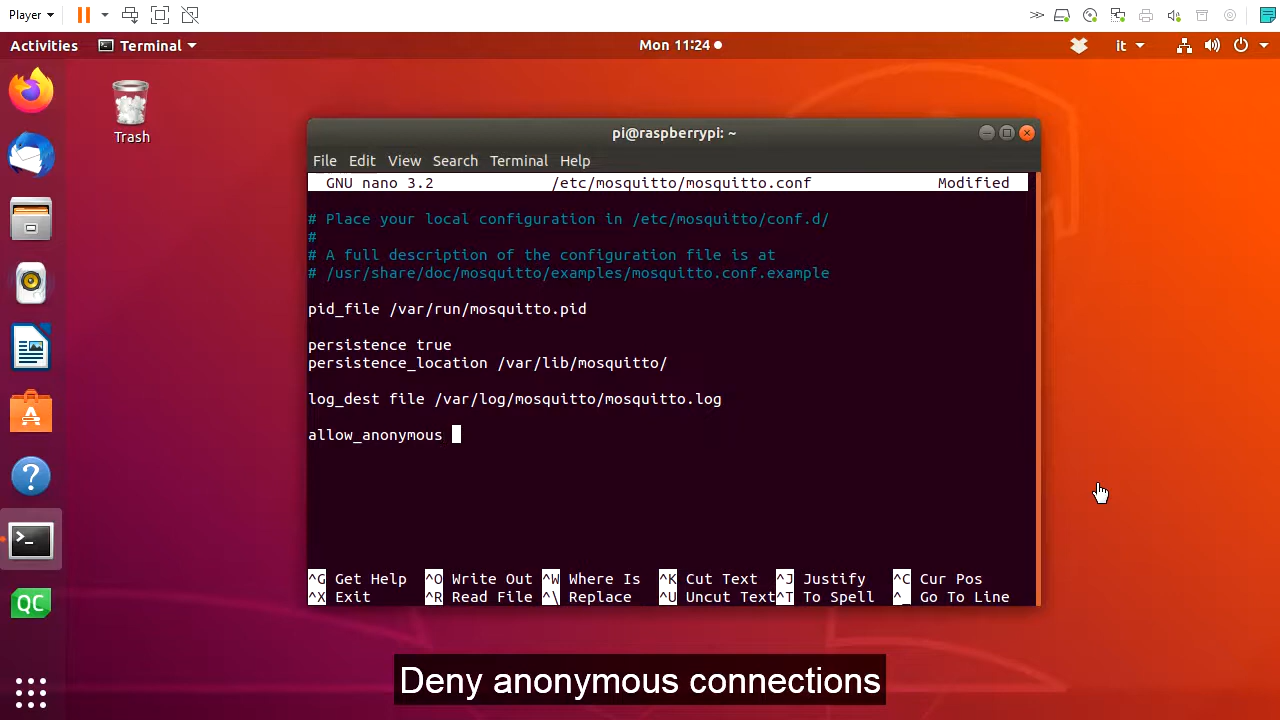 Player
Activities
Terminal
Mon 11:24
it
Trash
pi@raspberrypi: ~
File Edit View Search Terminal Help
GNU nano 3.2 /etc/mosquitto/mosquitto.conf Modified
# Place your local configuration in /etc/mosquitto/conf.d/
#
# A full description of the configuration file is at
# /usr/share/doc/mosquitto/examples/mosquitto.conf.example
pid_file /var/run/mosquitto.pid
persistence true
persistence_location /var/lib/mosquitto/
log_dest file /var/log/mosquitto/mosquitto.log
allow_anonymous
^G Get Help ^O Write Out ^W Where Is ^K Cut Text ^J Justify ^C Cur Pos
^X Exit ^R Read File ^\ Replace ^U Uncut Text ^T To Spell ^_ Go To Line
QC
Deny anonymous connections